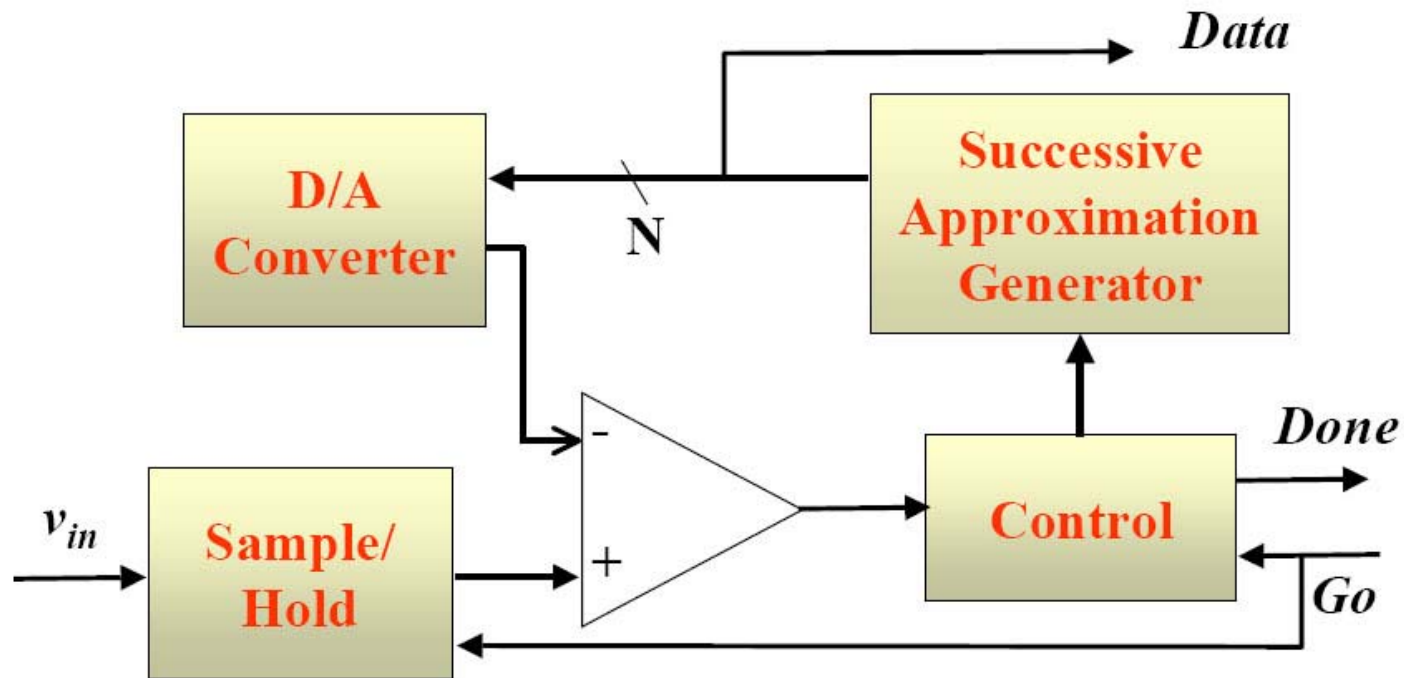 Data
Successive
Approximation
Generator
D/A
Converter
N
-
+
Done
Control
Go
v_in
Sample/
Hold